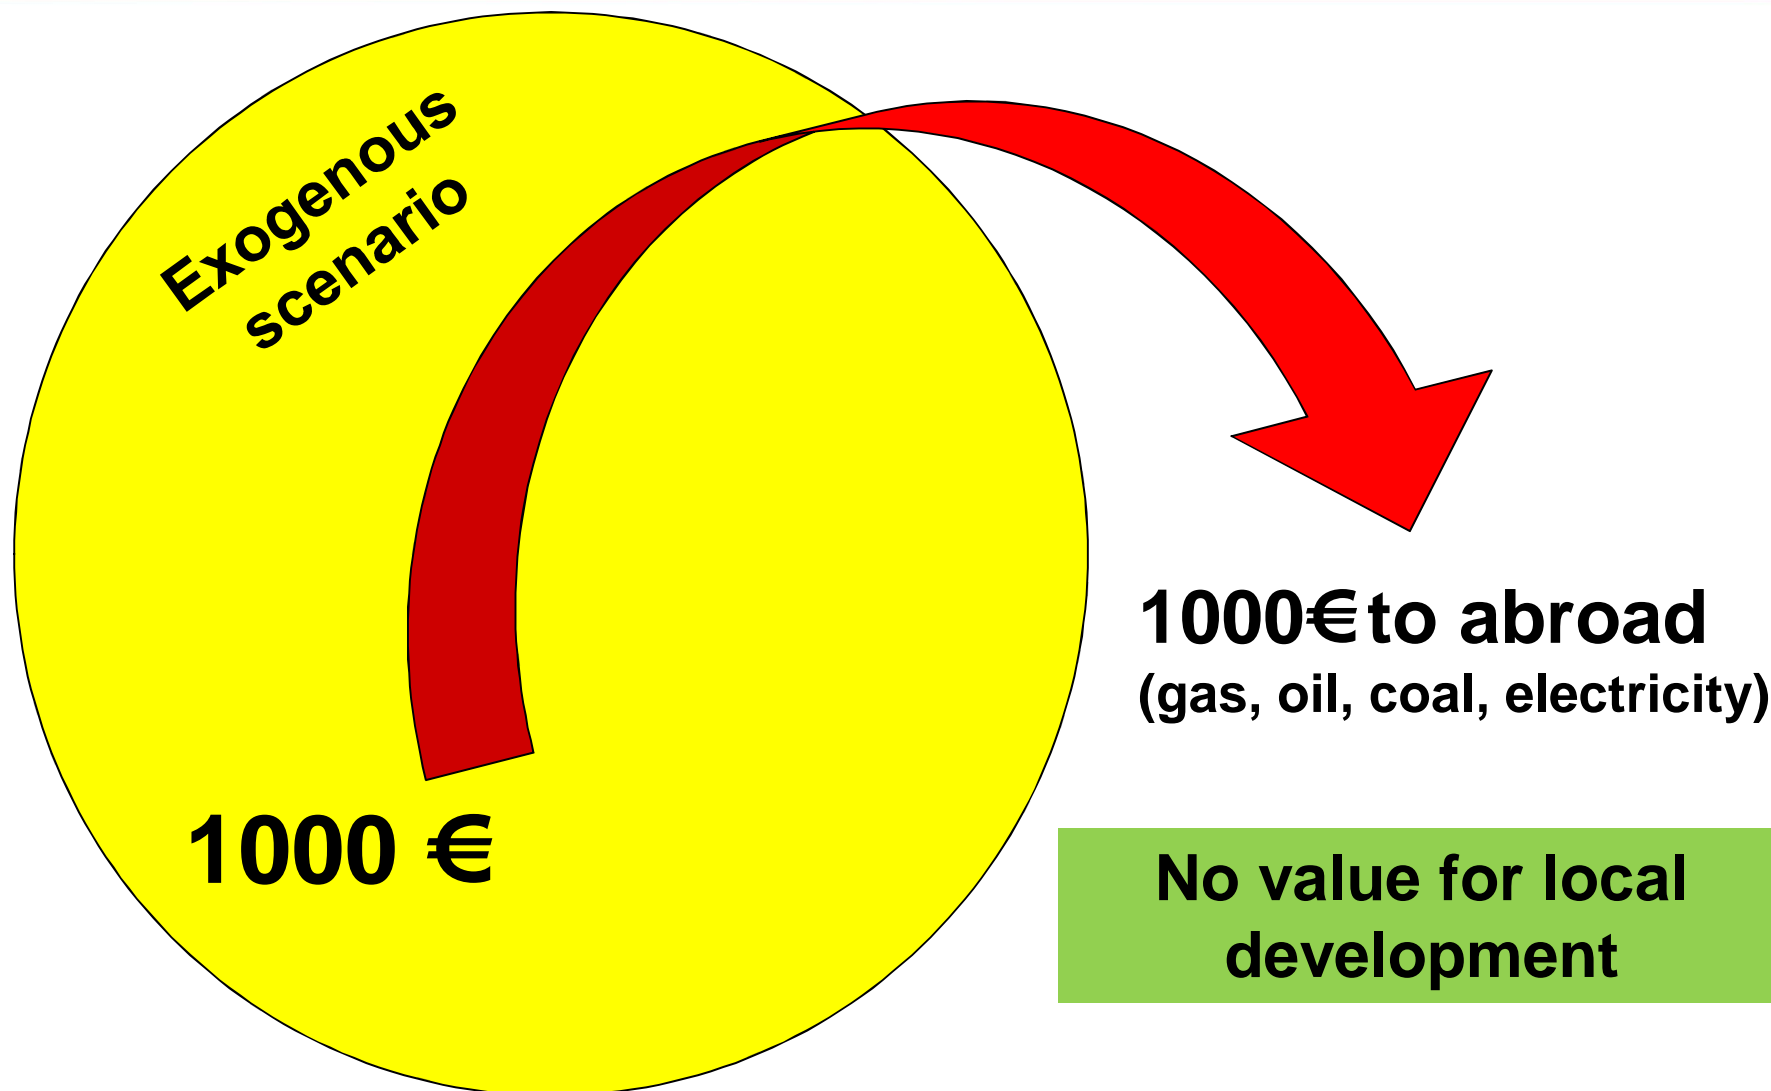 Exogenous
scenario
1000 €
1000€ to abroad
(gas, oil, coal, electricity)
No value for local
development